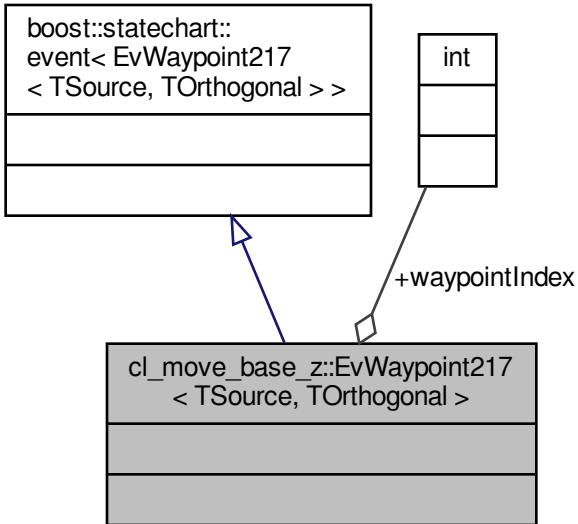 boost::statechart::
event< EvWaypoint217
< TSource, TOrthogonal > >
int
+waypointIndex
cl_move_base_z::EvWaypoint217
< TSource, TOrthogonal >